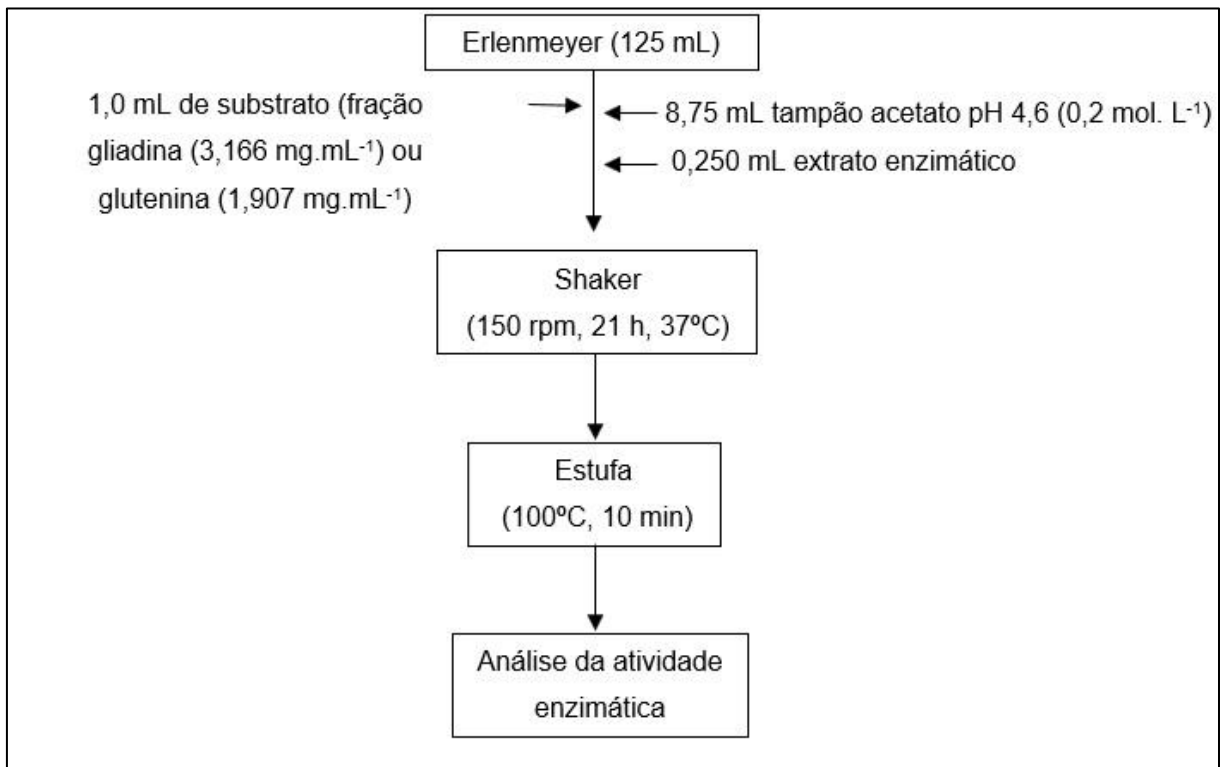 Erlenmeyer (125 mL)
1,0 mL de substrato (fração
gliadina (3,166 mg.mL⁻¹) ou
glutenina (1,907 mg.mL⁻¹)
8,75 mL tampão acetato pH 4,6 (0,2 mol. L⁻¹)
0,250 mL extrato enzimático
Shaker
(150 rpm, 21 h, 37ºC)
Estufa
(100ºC, 10 min)
Análise da atividade
enzimática